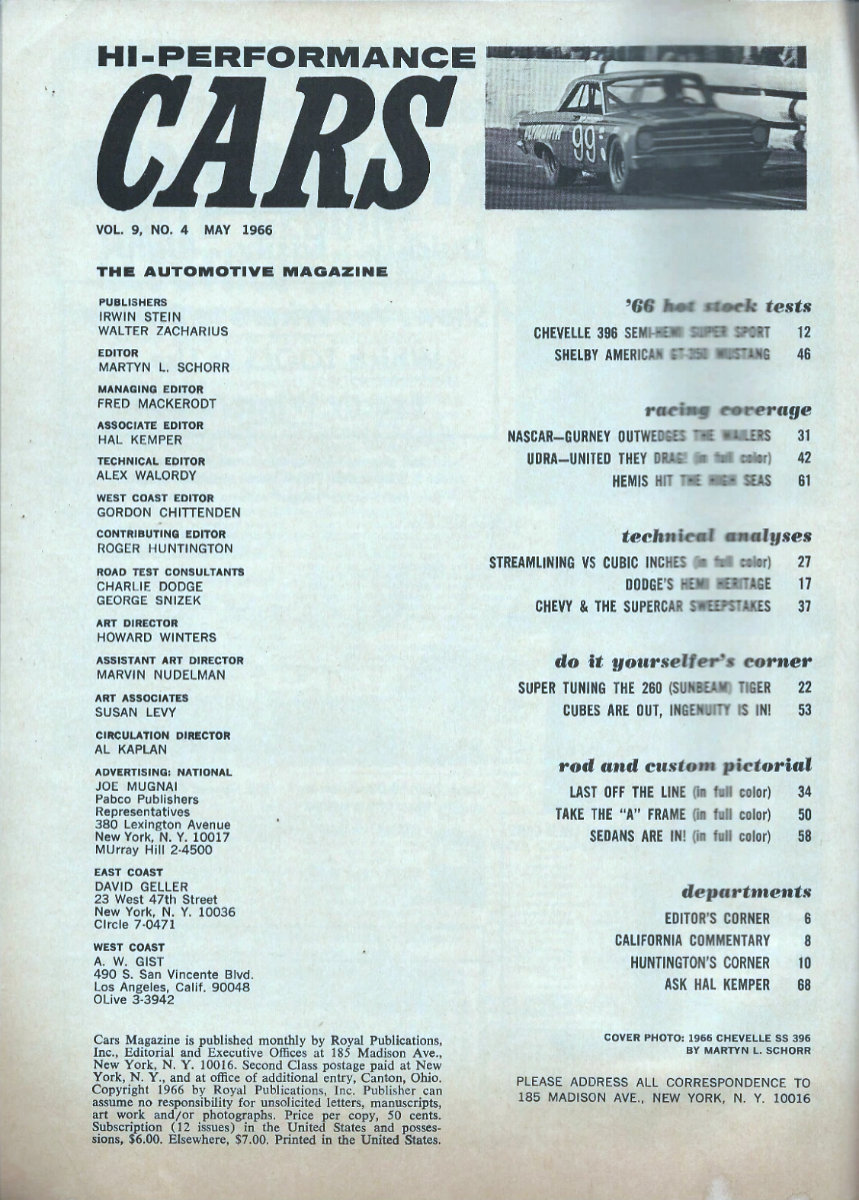 HI-PERFORMANCE
CARS
PLYMOUTH
99
VOL. 9, NO. 4 MAY 1966
THE AUTOMOTIVE MAGAZINE
PUBLISHERS
IRWIN STEIN
WALTER ZACHARIUS
EDITOR
MARTYN L. SCHORR
MANAGING EDITOR
FRED MACKERODT
ASSOCIATE EDITOR
HAL KEMPER
TECHNICAL EDITOR
ALEX WALORDY
WEST COAST EDITOR
GORDON CHITTENDEN
CONTRIBUTING EDITOR
ROGER HUNTINGTON
ROAD TEST CONSULTANTS
CHARLIE DODGE
GEORGE SNIZEK
ART DIRECTOR
HOWARD WINTERS
ASSISTANT ART DIRECTOR
MARVIN NUDELMAN
ART ASSOCIATES
SUSAN LEVY
CIRCULATION DIRECTOR
AL KAPLAN
ADVERTISING: NATIONAL
JOE MUGNAI
Pabco Publishers
Representatives
380 Lexington Avenue
New York, N. Y. 10017
MUrray Hill 2-4500
EAST COAST
DAVID GELLER
23 West 47th Street
New York, N. Y. 10036
CIrcle 7-0471
WEST COAST
A. W. GIST
490 S. San Vincente Blvd.
Los Angeles, Calif. 90048
OLive 3-3942
Cars Magazine is published monthly by Royal Publications,
Inc., Editorial and Executive Offices at 185 Madison Ave.,
New York, N. Y. 10016. Second Class postage paid at New
York, N. Y., and at office of additional entry, Canton, Ohio.
Copyright 1966 by Royal Publications, Inc. Publisher can
assume no responsibility for unsolicited letters, manuscripts,
art work and/or photographs. Price per copy, 50 cents.
Subscription (12 issues) in the United States and posses-
sions, $6.00. Elsewhere, $7.00. Printed in the United States.
'66 hot stock tests
CHEVELLE 396 SEMI-HEMI SUPER SPORT 12
SHELBY AMERICAN GT-350 MUSTANG 46
racing coverage
NASCAR—GURNEY OUTWEDGES THE WAILERS 31
UDRA—UNITED THEY DRAG! (in full color) 42
HEMIS HIT THE HIGH SEAS 61
technical analyses
STREAMLINING VS CUBIC INCHES (in full color) 27
DODGE'S HEMI HERITAGE 17
CHEVY & THE SUPERCAR SWEEPSTAKES 37
do it yourselfer's corner
SUPER TUNING THE 260 (SUNBEAM) TIGER 22
CUBES ARE OUT, INGENUITY IS IN! 53
rod and custom pictorial
LAST OFF THE LINE (in full color) 34
TAKE THE "A" FRAME (in full color) 50
SEDANS ARE IN! (in full color) 58
departments
EDITOR'S CORNER 6
CALIFORNIA COMMENTARY 8
HUNTINGTON'S CORNER 10
ASK HAL KEMPER 68
COVER PHOTO: 1966 CHEVELLE SS 396
BY MARTYN L. SCHORR
PLEASE ADDRESS ALL CORRESPONDENCE TO
185 MADISON AVE., NEW YORK, N. Y. 10016